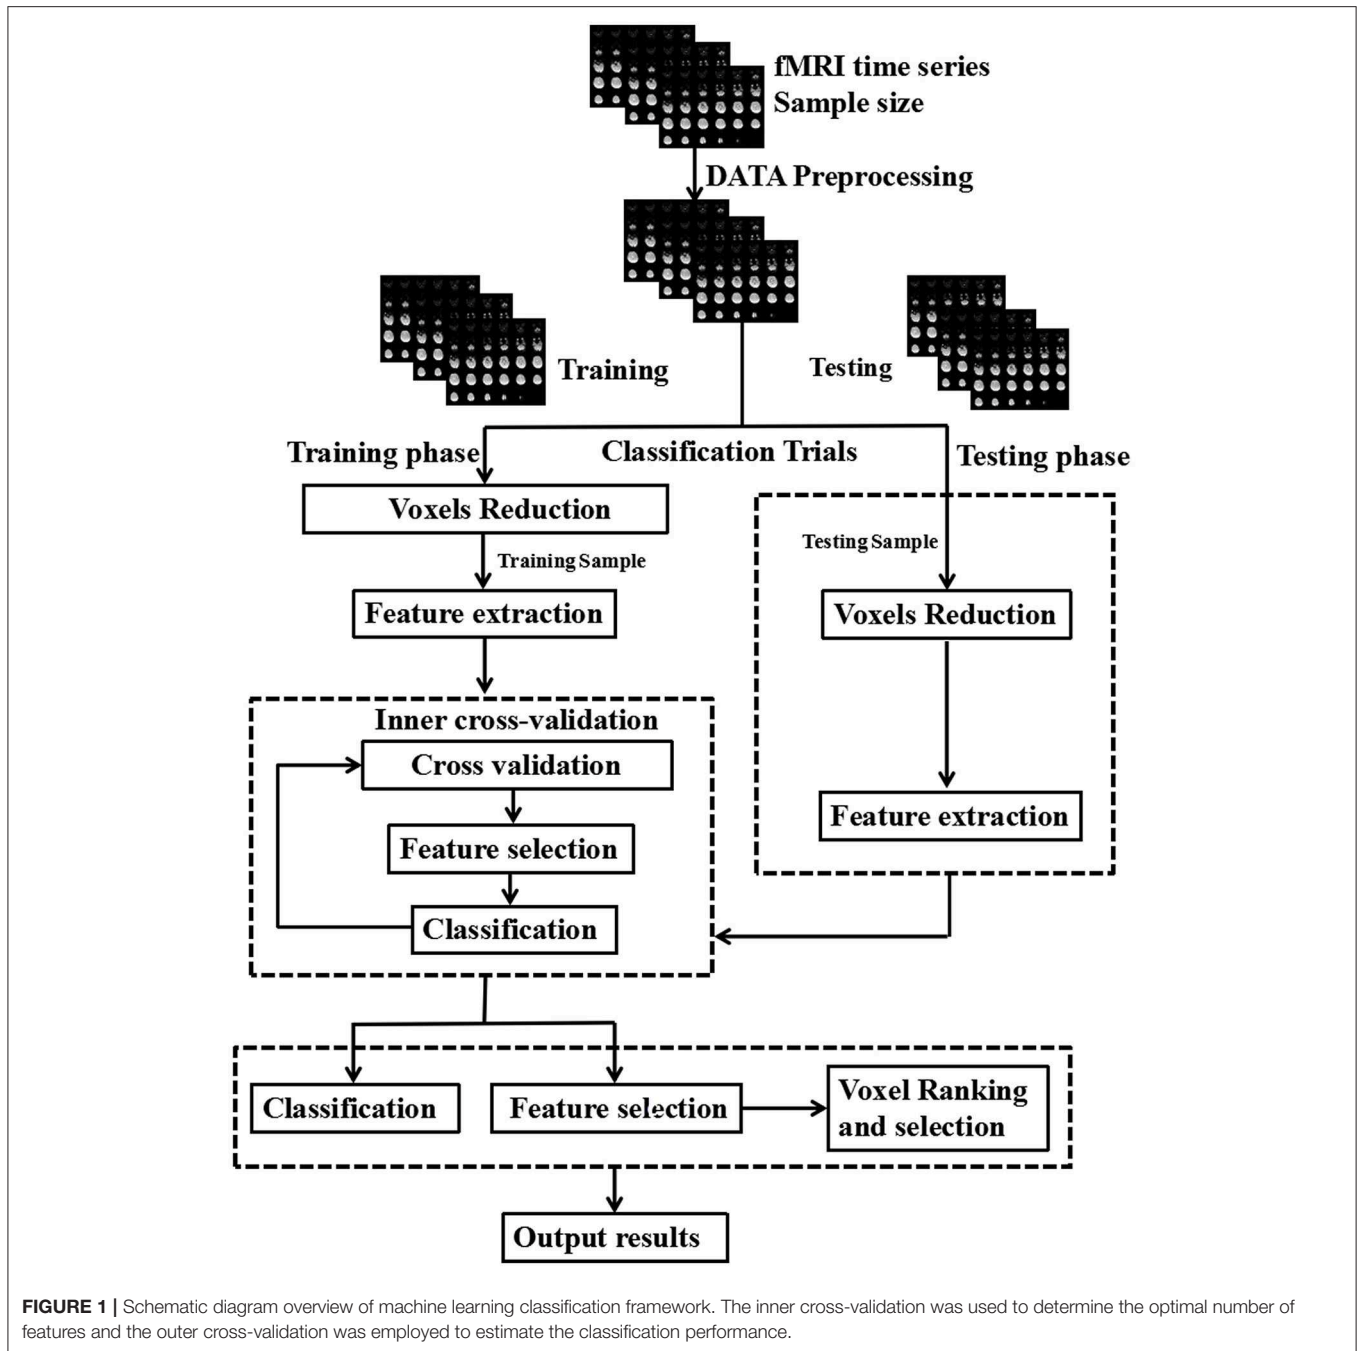 fMRI time series
Sample size
DATA Preprocessing
Training
Testing
Training phase
Classification Trials
Testing phase
Voxels Reduction
Training Sample
Feature extraction
Testing Sample
Voxels Reduction
Feature extraction
Inner cross-validation
Cross validation
Feature selection
Classification
Classification
Feature selection
Voxel Ranking
and selection
Output results
FIGURE 1 | Schematic diagram overview of machine learning classification framework. The inner cross-validation was used to determine the optimal number of
features and the outer cross-validation was employed to estimate the classification performance.